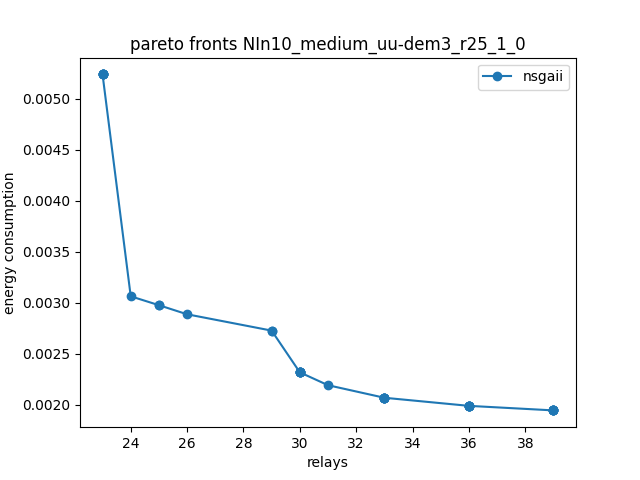 pareto fronts NIn10_medium_uu-dem3_r25_1_0
nsgaii
energy consumption
0.0050
0.0045
0.0040
0.0035
0.0030
0.0025
0.0020
24 26 28 30 32 34 36 38
relays